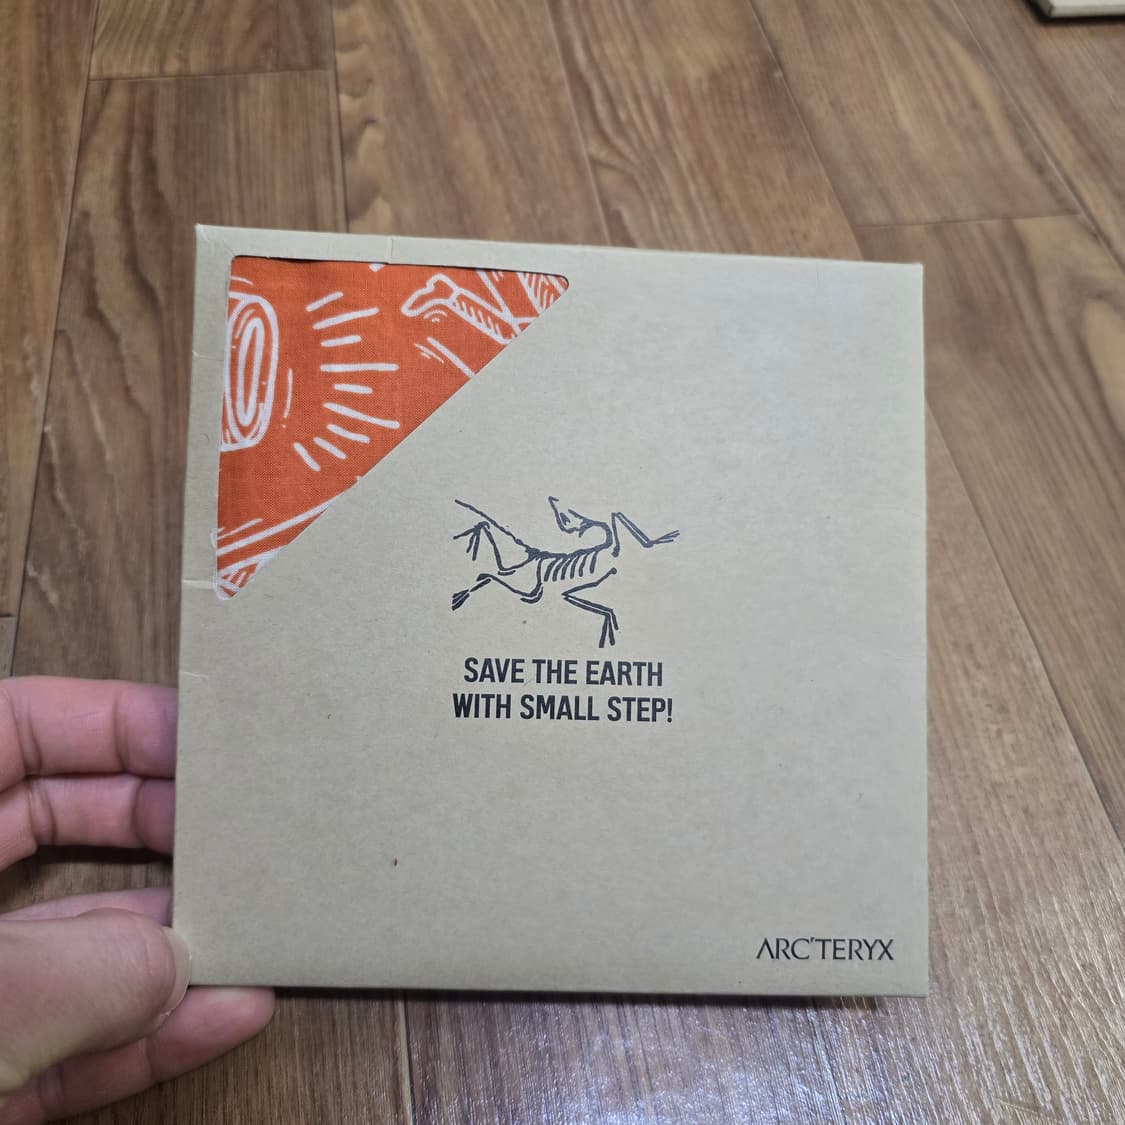 SAVE THE EARTH
WITH SMALL STEP!
ARC'TERYX